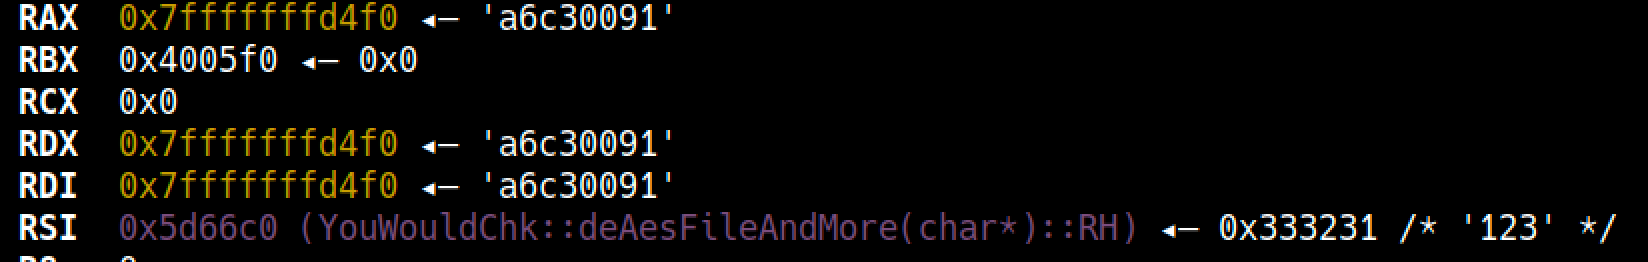 RAX 0x7fffffffd4f0 ◂— 'a6c30091'
RBX 0x4005f0 ◂— 0x0
RCX 0x0
RDX 0x7fffffffd4f0 ◂— 'a6c30091'
RDI 0x7fffffffd4f0 ◂— 'a6c30091'
RSI 0x5d66c0 (YouWouldChk::deAesFileAndMore(char*)::RH) ◂— 0x333231 /* '123' */